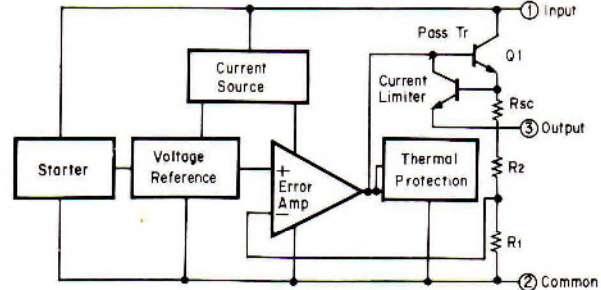 ① Input
Pass Tr
Q1
Current
Source
Current
Limiter
Rsc
③ Output
Starter
Voltage
Reference
+
Error
Amp
−
Thermal
Protection
R2
R1
② Common